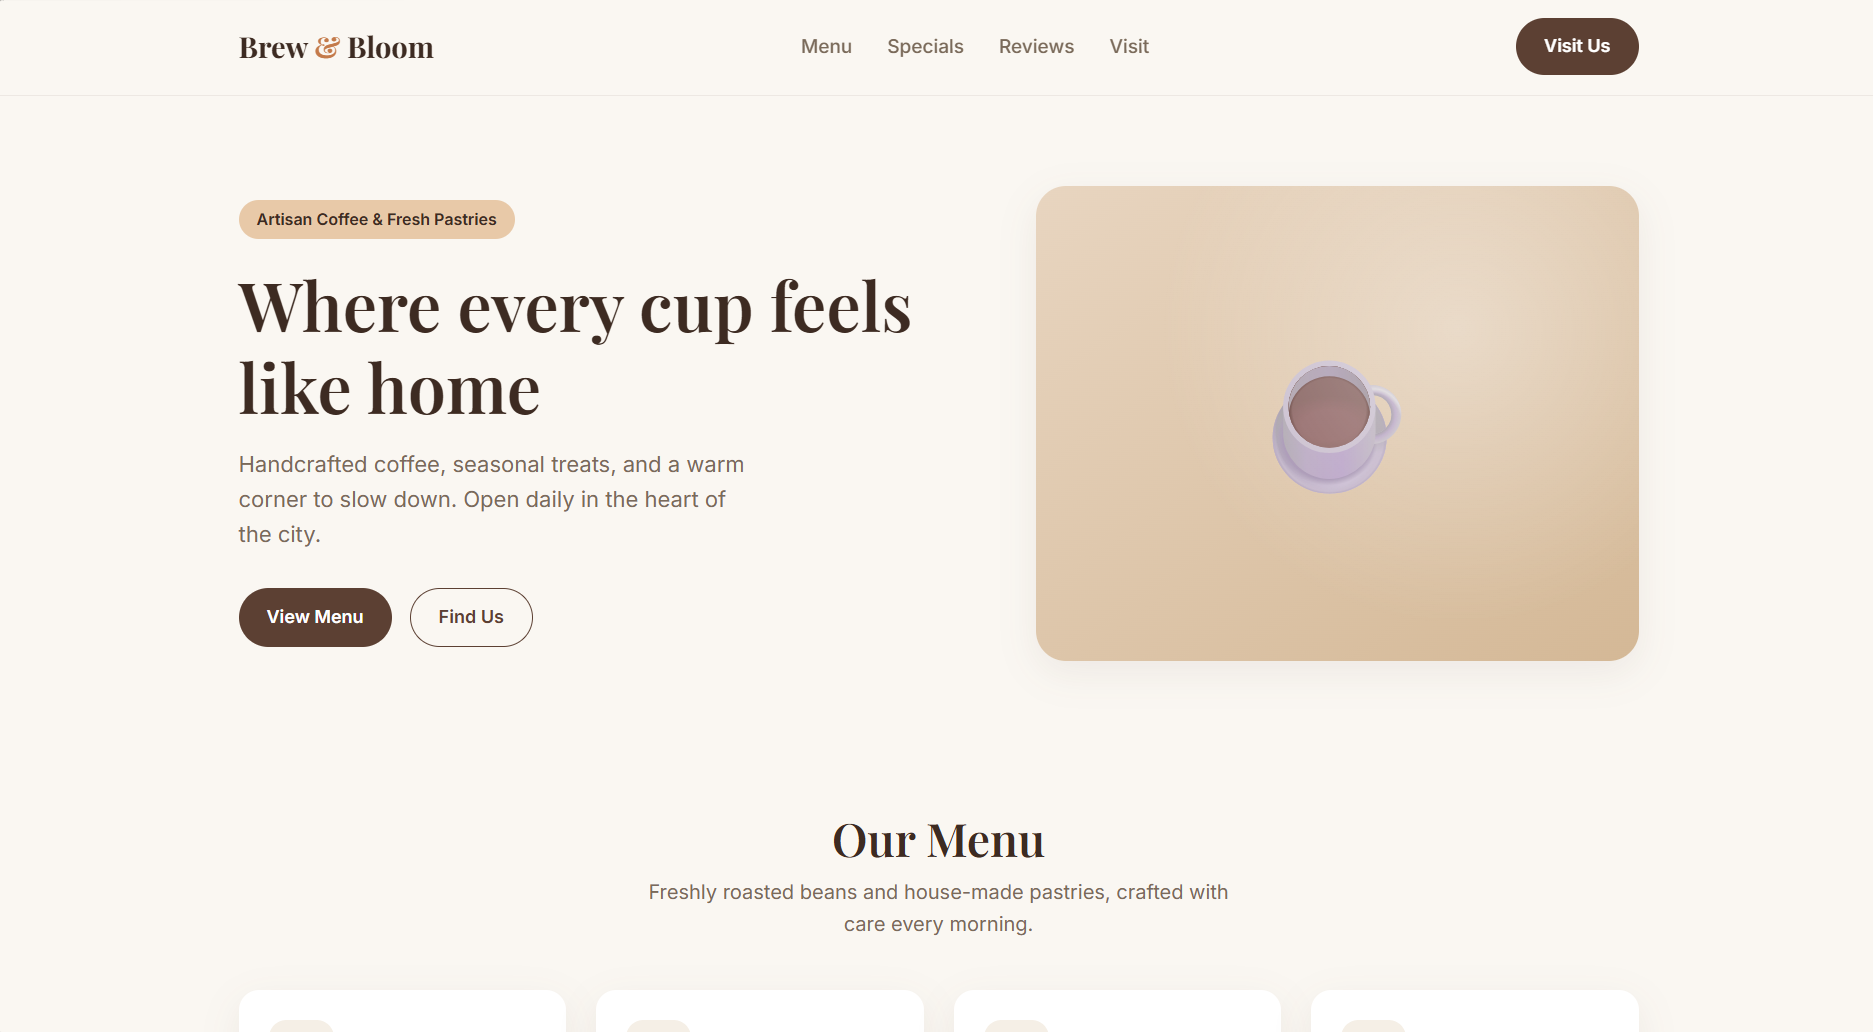 Brew & Bloom
Menu
Specials
Reviews
Visit
Visit Us
Artisan Coffee & Fresh Pastries
Where every cup feels
like home
Handcrafted coffee, seasonal treats, and a warm
corner to slow down. Open daily in the heart of
the city.
View Menu
Find Us
Our Menu
Freshly roasted beans and house-made pastries, crafted with
care every morning.